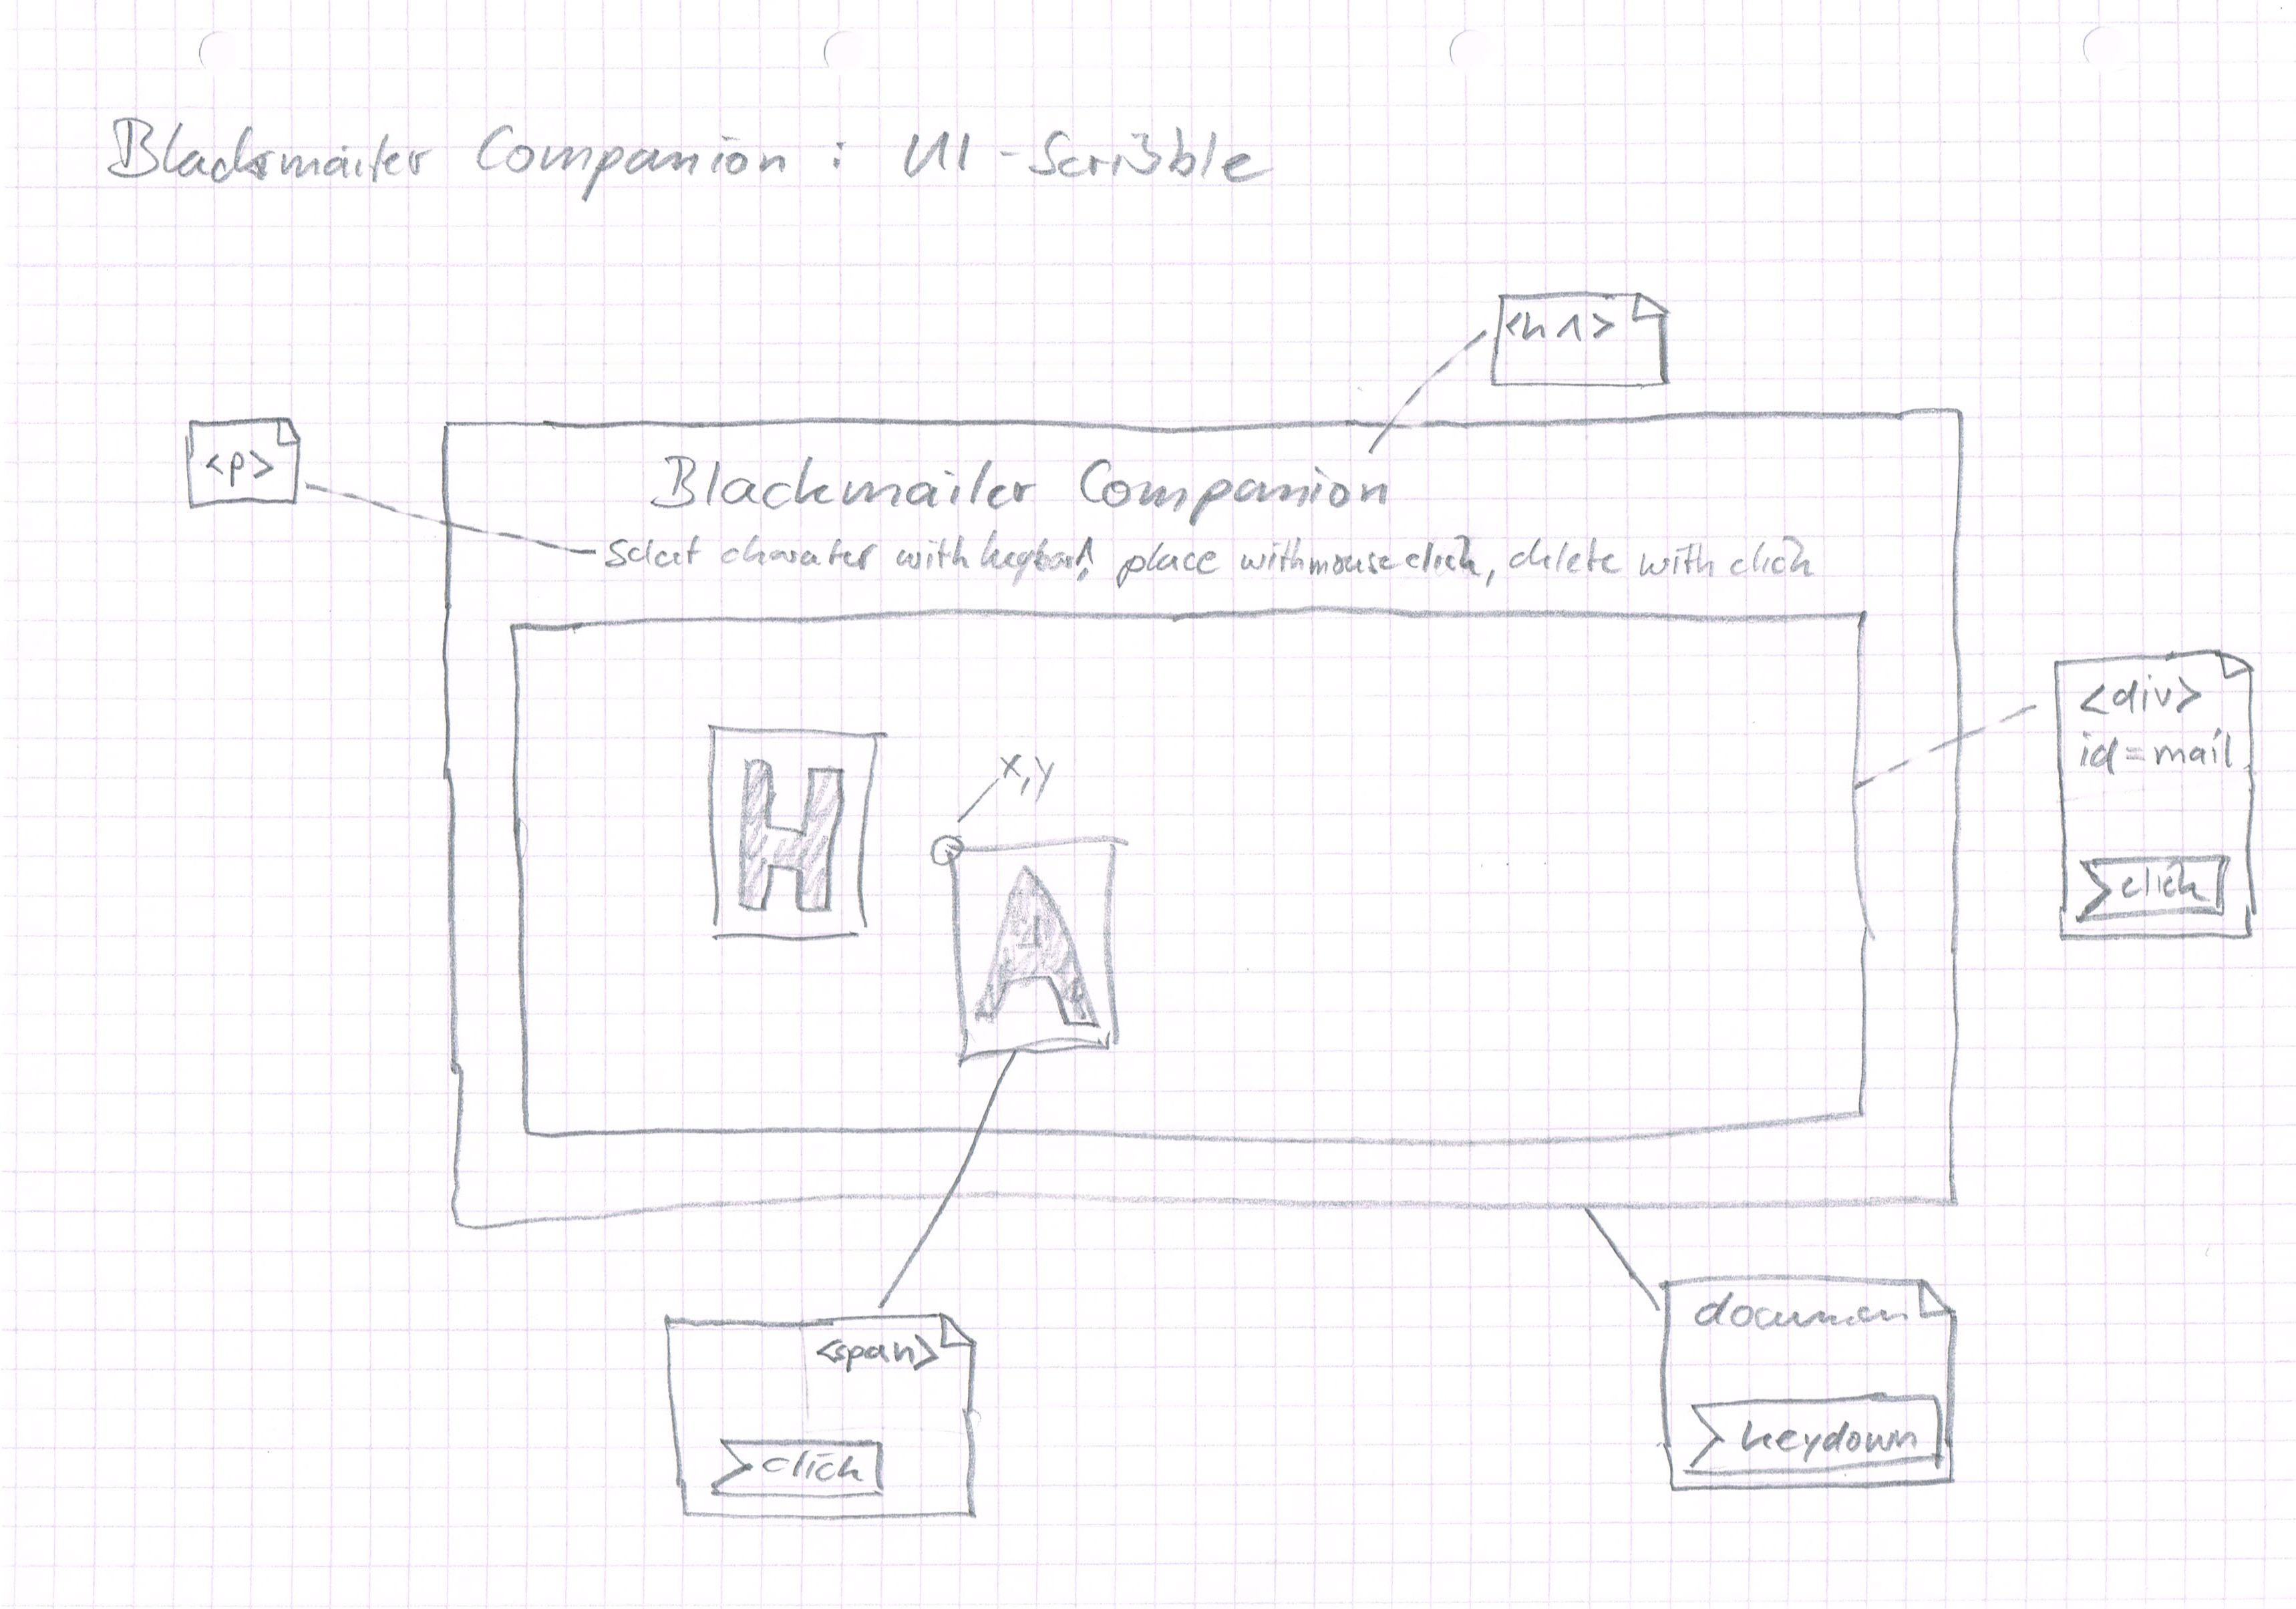 Blackmailer Companion : UI - Scribble
<h1>
<p>
Blackmailer Companion
Select charater with keyboard, place with mouse click, delete with click
<div>
id=mail
click
H
x,y
A
<span>
click
documen
keydown